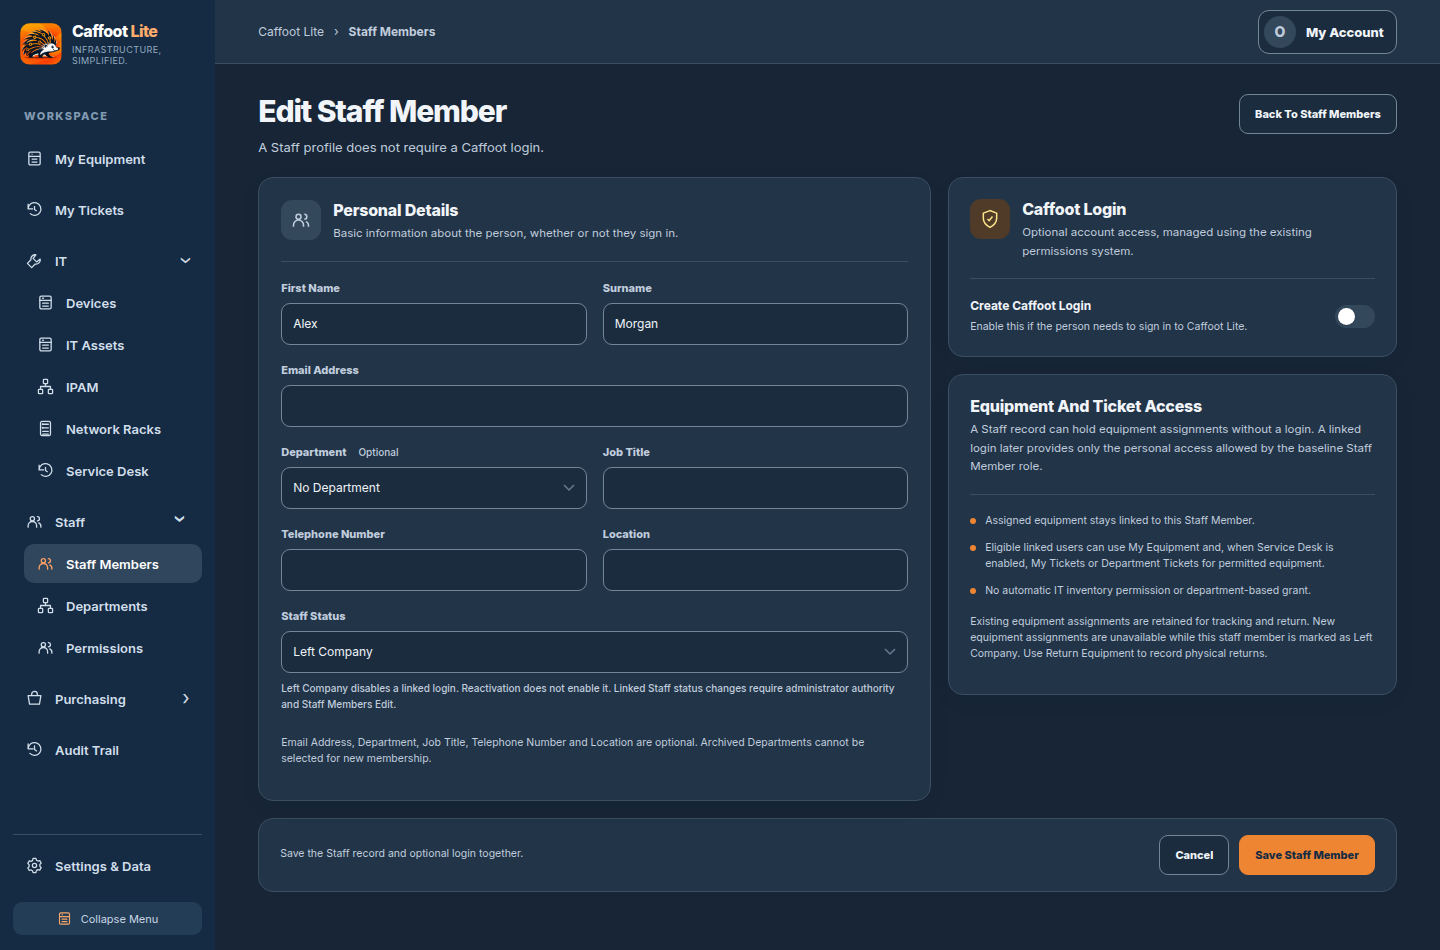 Caffoot Lite
INFRASTRUCTURE,
SIMPLIFIED.
WORKSPACE
My Equipment
My Tickets
IT
Devices
IT Assets
IPAM
Network Racks
Service Desk
Staff
Staff Members
Departments
Permissions
Purchasing
Audit Trail
Settings & Data
Collapse Menu
Caffoot Lite › Staff Members
O My Account
Edit Staff Member
A Staff profile does not require a Caffoot login.
Back To Staff Members
Personal Details
Basic information about the person, whether or not they sign in.
First Name
Surname
Alex
Morgan
Email Address
Department Optional
Job Title
No Department
Telephone Number
Location
Staff Status
Left Company
Left Company disables a linked login. Reactivation does not enable it. Linked Staff status changes require administrator authority
and Staff Members Edit.
Email Address, Department, Job Title, Telephone Number and Location are optional. Archived Departments cannot be
selected for new membership.
Caffoot Login
Optional account access, managed using the existing
permissions system.
Create Caffoot Login
Enable this if the person needs to sign in to Caffoot Lite.
Equipment And Ticket Access
A Staff record can hold equipment assignments without a login. A linked
login later provides only the personal access allowed by the baseline Staff
Member role.
Assigned equipment stays linked to this Staff Member.
Eligible linked users can use My Equipment and, when Service Desk is
enabled, My Tickets or Department Tickets for permitted equipment.
No automatic IT inventory permission or department-based grant.
Existing equipment assignments are retained for tracking and return. New
equipment assignments are unavailable while this staff member is marked as Left
Company. Use Return Equipment to record physical returns.
Save the Staff record and optional login together.
Cancel
Save Staff Member